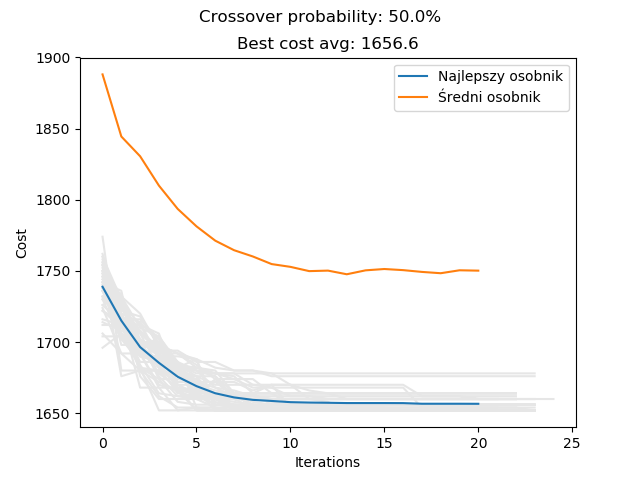 Crossover probability: 50.0%
Best cost avg: 1656.6
Najlepszy osobnik
Średni osobnik
1900
1850
1800
1750
1700
1650
Cost
0 5 10 15 20 25
Iterations